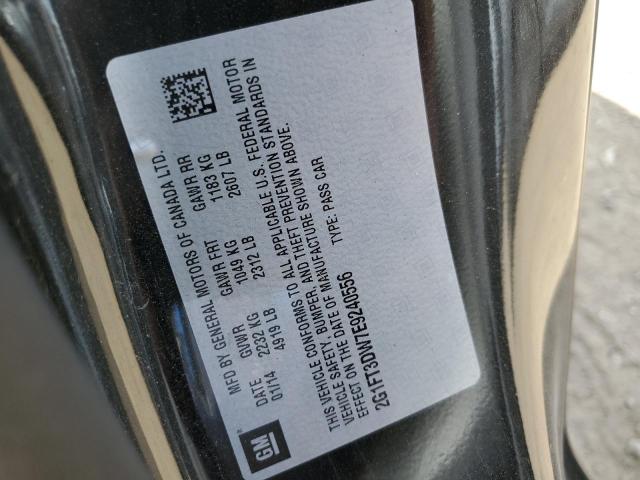 GM
MFD BY GENERAL MOTORS OF CANADA LTD.
DATE GVWR GAWR FRT GAWR RR
01/14 2232 KG 1049 KG 1183 KG
4919 LB 2312 LB 2607 LB
THIS VEHICLE CONFORMS TO ALL APPLICABLE U.S. FEDERAL MOTOR
VEHICLE SAFETY, BUMPER, AND THEFT PREVENTION STANDARDS IN
EFFECT ON THE DATE OF MANUFACTURE SHOWN ABOVE.
2G1FT3DW7E9240556 TYPE: PASS CAR